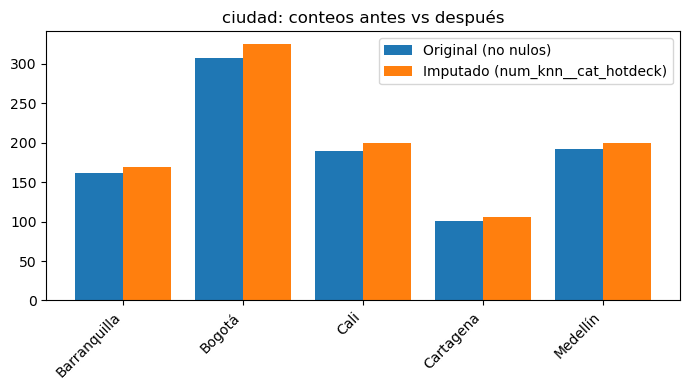 ciudad: conteos antes vs después
Original (no nulos)
Imputado (num_knn__cat_hotdeck)
300
250
200
150
100
50
0
Barranquilla
Bogotá
Cali
Cartagena
Medellín